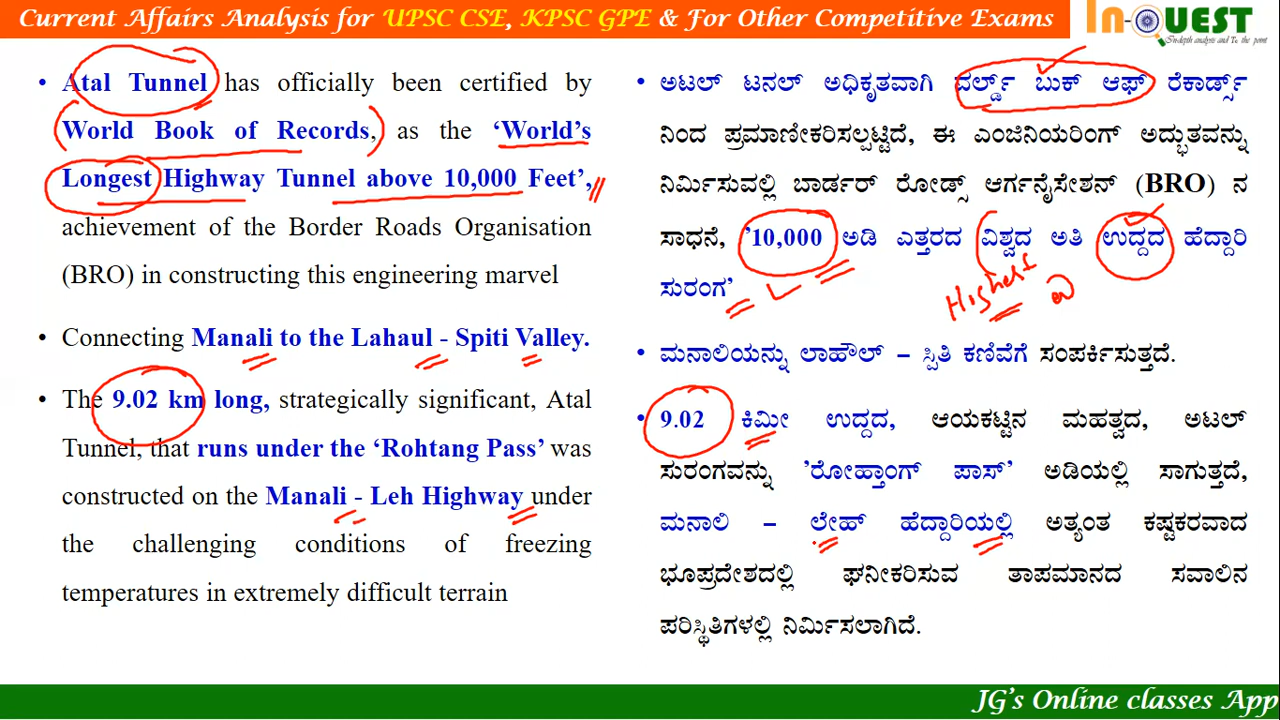 Current Affairs Analysis for UPSC CSE, KPSC GPE & For Other Competitive Exams
In-QUEST
In-depth analysis and To the point
• Atal Tunnel has officially been certified by
World Book of Records, as the ‘World’s
Longest Highway Tunnel above 10,000 Feet’,
achievement of the Border Roads Organisation
(BRO) in constructing this engineering marvel
• Connecting Manali to the Lahaul - Spiti Valley.
• The 9.02 km long, strategically significant, Atal
Tunnel, that runs under the ‘Rohtang Pass’ was
constructed on the Manali - Leh Highway under
the challenging conditions of freezing
temperatures in extremely difficult terrain
• ಅಟಲ್ ಟನಲ್ ಅಧಿಕೃತವಾಗಿ ವರ್ಲ್ಡ್ ಬುಕ್ ಆಫ್ ರೆಕಾರ್ಡ್ಸ್
ನಿಂದ ಪ್ರಮಾಣೀಕರಿಸಲ್ಪಟ್ಟಿದೆ, ಈ ಎಂಜಿನಿಯರಿಂಗ್ ಅದ್ಭುತವನ್ನು
ನಿರ್ಮಿಸುವಲ್ಲಿ ಬಾರ್ಡರ್ ರೋಡ್ಸ್ ಆರ್ಗನೈಸೇಶನ್ (BRO) ನ
ಸಾಧನೆ, ’10,000 ಅಡಿ ಎತ್ತರದ ವಿಶ್ವದ ಅತಿ ಉದ್ದದ ಹೆದ್ದಾರಿ
ಸುರಂಗ’
Highest
• ಮನಾಲಿಯನ್ನು ಲಾಹೌಲ್ – ಸ್ಪಿತಿ ಕಣಿವೆಗೆ ಸಂಪರ್ಕಿಸುತ್ತದೆ.
• 9.02 ಕಿಮೀ ಉದ್ದದ, ಆಯಕಟ್ಟಿನ ಮಹತ್ವದ, ಅಟಲ್
ಸುರಂಗವನ್ನು ’ರೋಹ್ತಾಂಗ್ ಪಾಸ್’ ಅಡಿಯಲ್ಲಿ ಸಾಗುತ್ತದೆ,
ಮನಾಲಿ – ಲೇಹ್ ಹೆದ್ದಾರಿಯಲ್ಲಿ ಅತ್ಯಂತ ಕಷ್ಟಕರವಾದ
ಭೂಪ್ರದೇಶದಲ್ಲಿ ಘನೀಕರಿಸುವ ತಾಪಮಾನದ ಸವಾಲಿನ
ಪರಿಸ್ಥಿತಿಗಳಲ್ಲಿ ನಿರ್ಮಿಸಲಾಗಿದೆ.
JG’s Online classes App